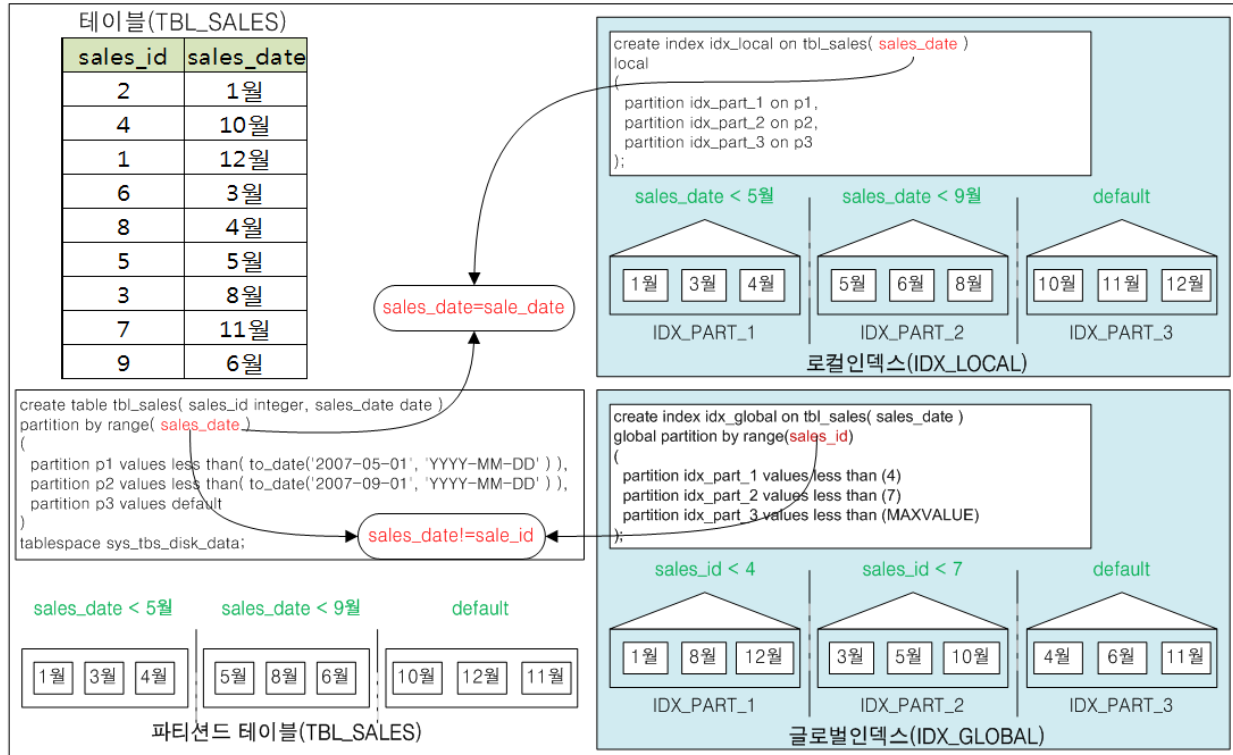 테이블(TBL_SALES)
sales_id sales_date
2 1월
4 10월
1 12월
6 3월
8 4월
5 5월
3 8월
7 11월
9 6월
create table tbl_sales( sales_id integer, sales_date date )
partition by range( sales_date )
(
partition p1 values less than( to_date('2007-05-01', 'YYYY-MM-DD' ) ),
partition p2 values less than( to_date('2007-09-01', 'YYYY-MM-DD' ) ),
partition p3 values default
)
tablespace sys_tbs_disk_data;
sales_date < 5월 sales_date < 9월 default
1월 3월 4월 5월 8월 6월 10월 12월 11월
파티션드 테이블(TBL_SALES)
sales_date=sale_date
sales_date!=sale_id
create index idx_local on tbl_sales( sales_date )
local
(
partition idx_part_1 on p1,
partition idx_part_2 on p2,
partition idx_part_3 on p3
);
sales_date < 5월 sales_date < 9월 default
1월 3월 4월 5월 6월 8월 10월 11월 12월
IDX_PART_1 IDX_PART_2 IDX_PART_3
로컬인덱스(IDX_LOCAL)
create index idx_global on tbl_sales( sales_date )
global partition by range(sales_id)
(
partition idx_part_1 values less than (4)
partition idx_part_2 values less than (7)
partition idx_part_3 values less than (MAXVALUE)
);
sales_id < 4 sales_id < 7 default
1월 8월 12월 3월 5월 10월 4월 6월 11월
IDX_PART_1 IDX_PART_2 IDX_PART_3
글로벌인덱스(IDX_GLOBAL)